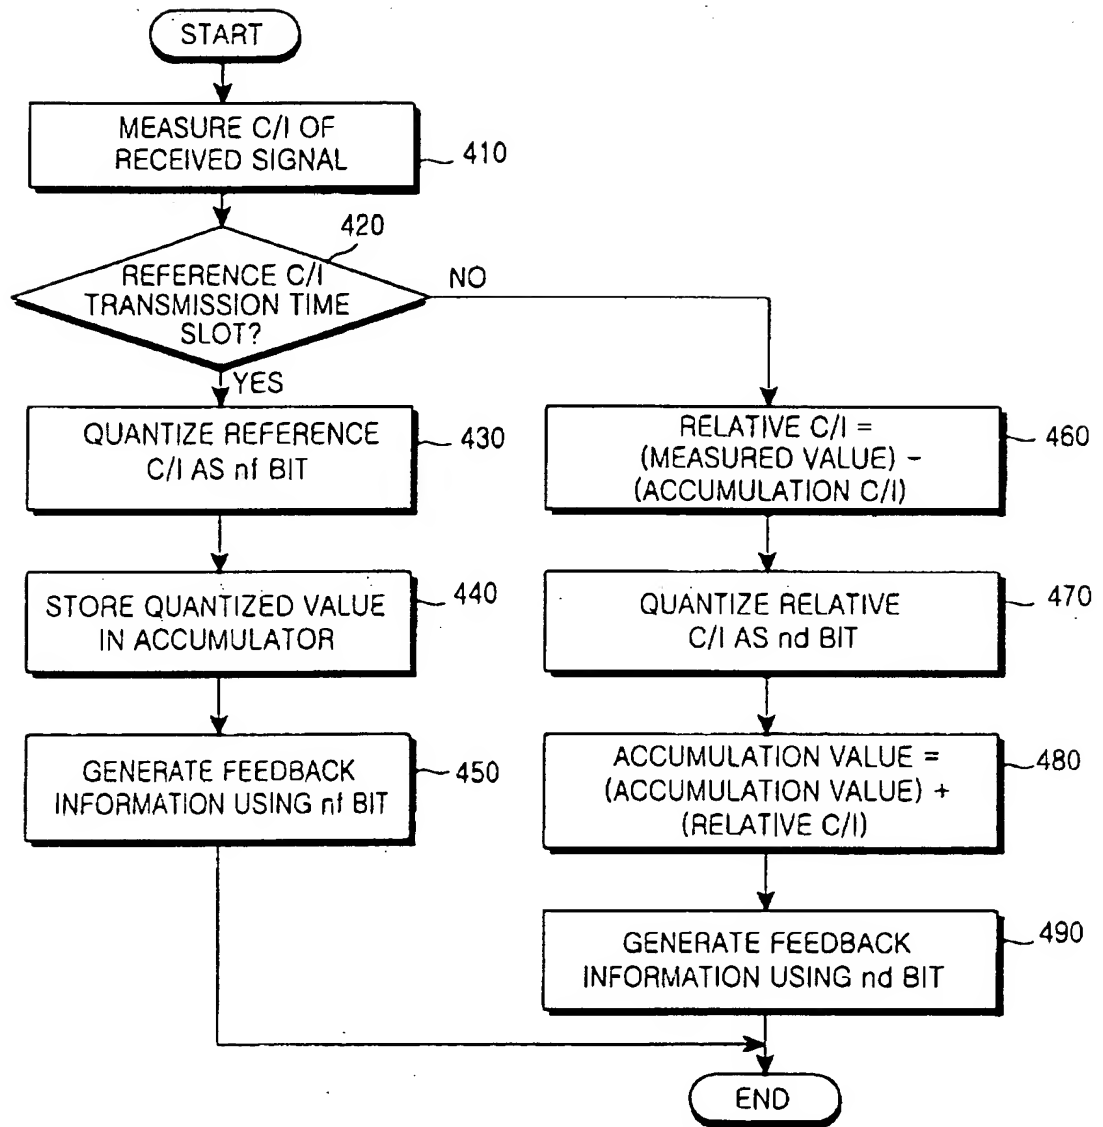 START
MEASURE C/I OF
RECEIVED SIGNAL
410
420
REFERENCE C/I
TRANSMISSION TIME
SLOT?
NO
YES
QUANTIZE REFERENCE
C/I AS nf BIT
430
STORE QUANTIZED VALUE
IN ACCUMULATOR
440
GENERATE FEEDBACK
INFORMATION USING nf BIT
450
RELATIVE C/I =
(MEASURED VALUE) -
(ACCUMULATION C/I)
460
QUANTIZE RELATIVE
C/I AS nd BIT
470
ACCUMULATION VALUE =
(ACCUMULATION VALUE) +
(RELATIVE C/I)
480
GENERATE FEEDBACK
INFORMATION USING nd BIT
490
END